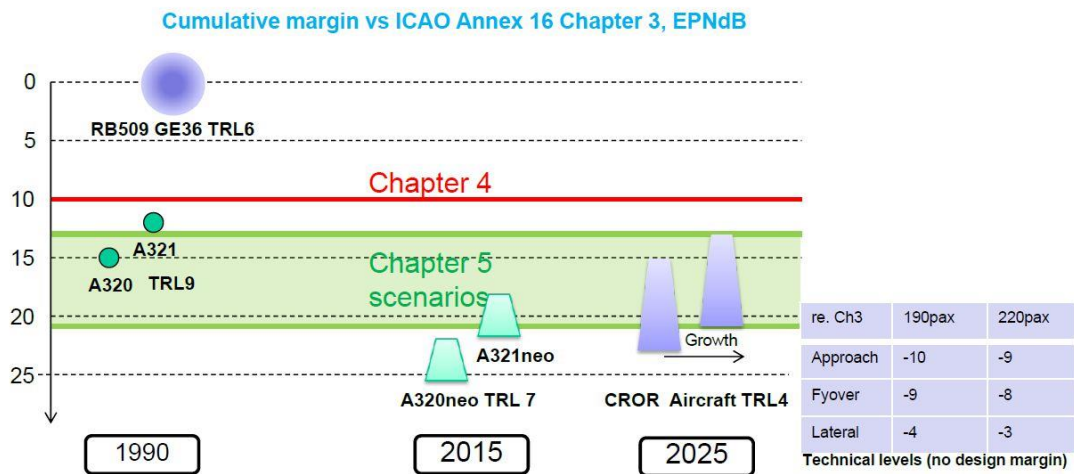 Cumulative margin vs ICAO Annex 16 Chapter 3, EPNdB
0
RB509 GE36 TRL6
5
Chapter 4
10
A321
15
Chapter 5
A320 TRL9
scenarios
20
A321neo
Growth
25
A320neo TRL 7
CROR Aircraft TRL4
1990
2015
2025
re. Ch3 190pax 220pax
Approach -10 -9
Fyover -9 -8
Lateral -4 -3
Technical levels (no design margin)